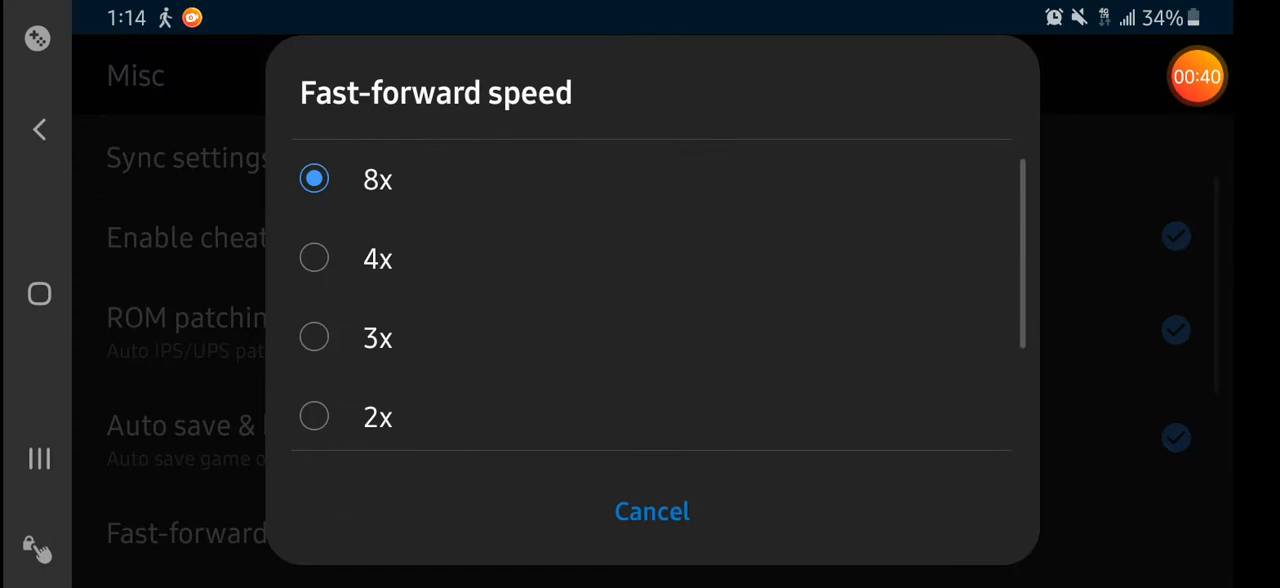 1:14
34%
Misc
00:40
Fast-forward speed
Sync settings
8x
Enable cheat
4x
ROM patchin
Auto IPS/UPS pat
3x
Auto save &
Auto save game o
2x
Fast-forward
Cancel